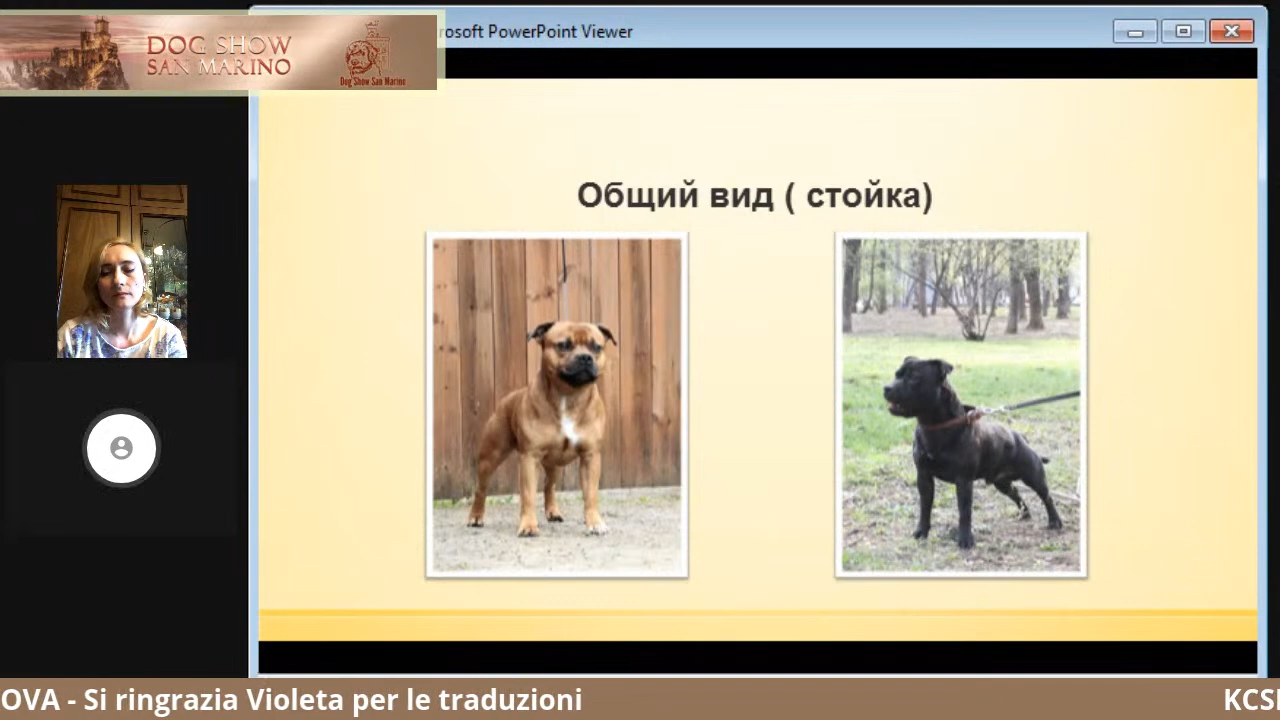 DOG SHOW
SAN MARINO
Dog Show San Marino
rosoft PowerPoint Viewer
Общий вид ( стойка)
OVA - Si ringrazia Violeta per le traduzioni
KCS